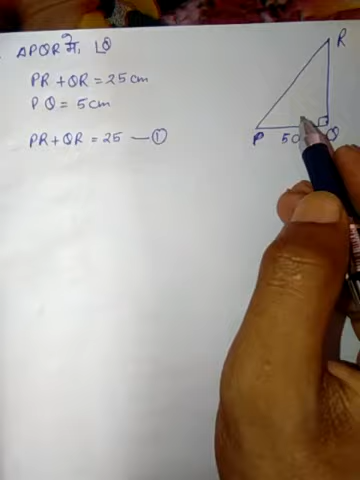 ΔPQR में, ∟Q
PR + QR = 25 cm
PQ = 5 cm
PR + QR = 25 — ①
R
P
5
Q